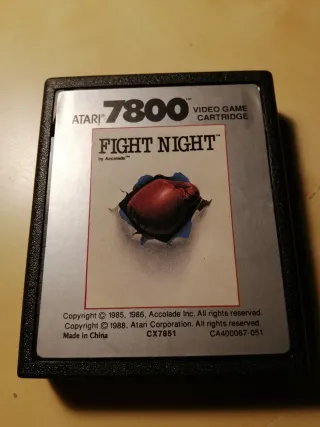 ATARI® 7800™ VIDEO GAME
CARTRIDGE
FIGHT NIGHT™
by Accolade™
Copyright © 1985, 1986, Accolade Inc. All rights reserved.
Copyright © 1988, Atari Corporation. All rights reserved.
Made in China CX7851 CA400067-051